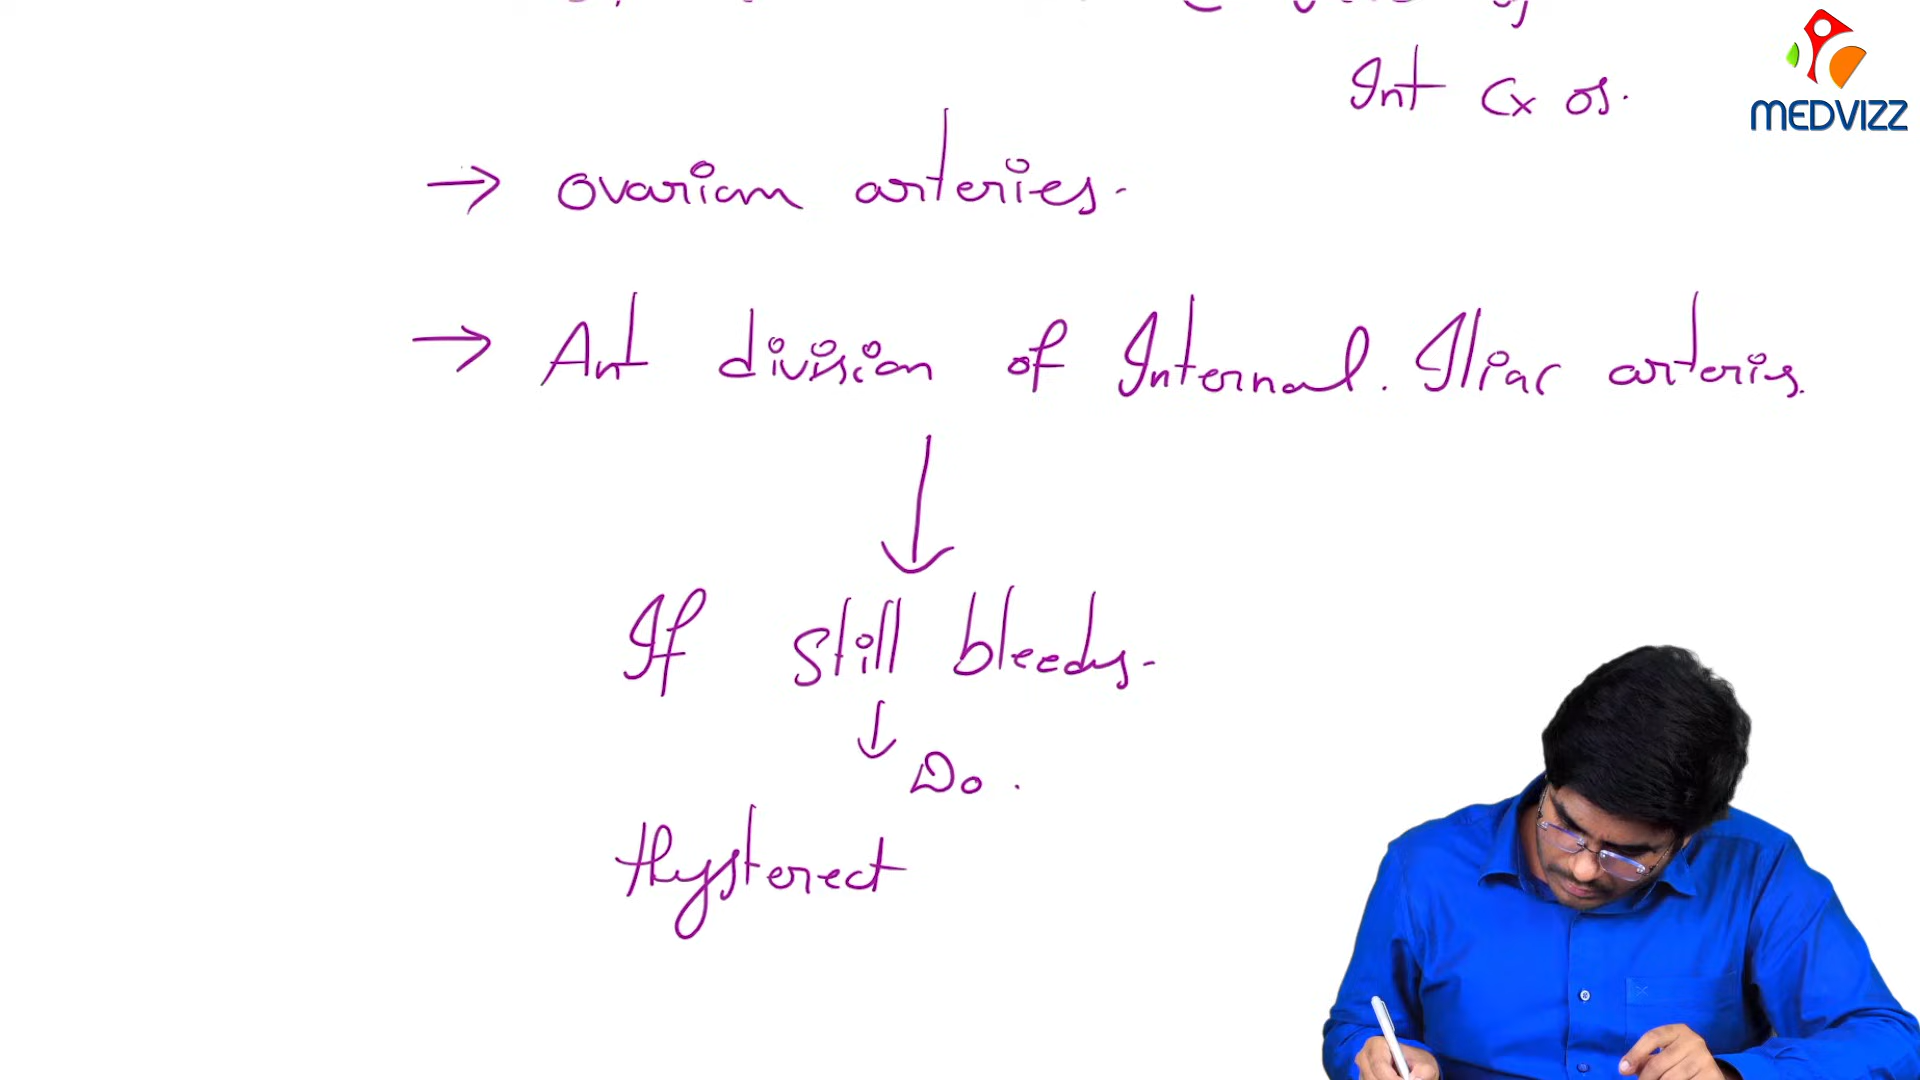 Int Cx os.
MEDVIZZ
→ ovarian arteries.
→ Ant division of Internal. Iliac arteries.
↓
If still bleeds.
↓ Do.
Hysterect